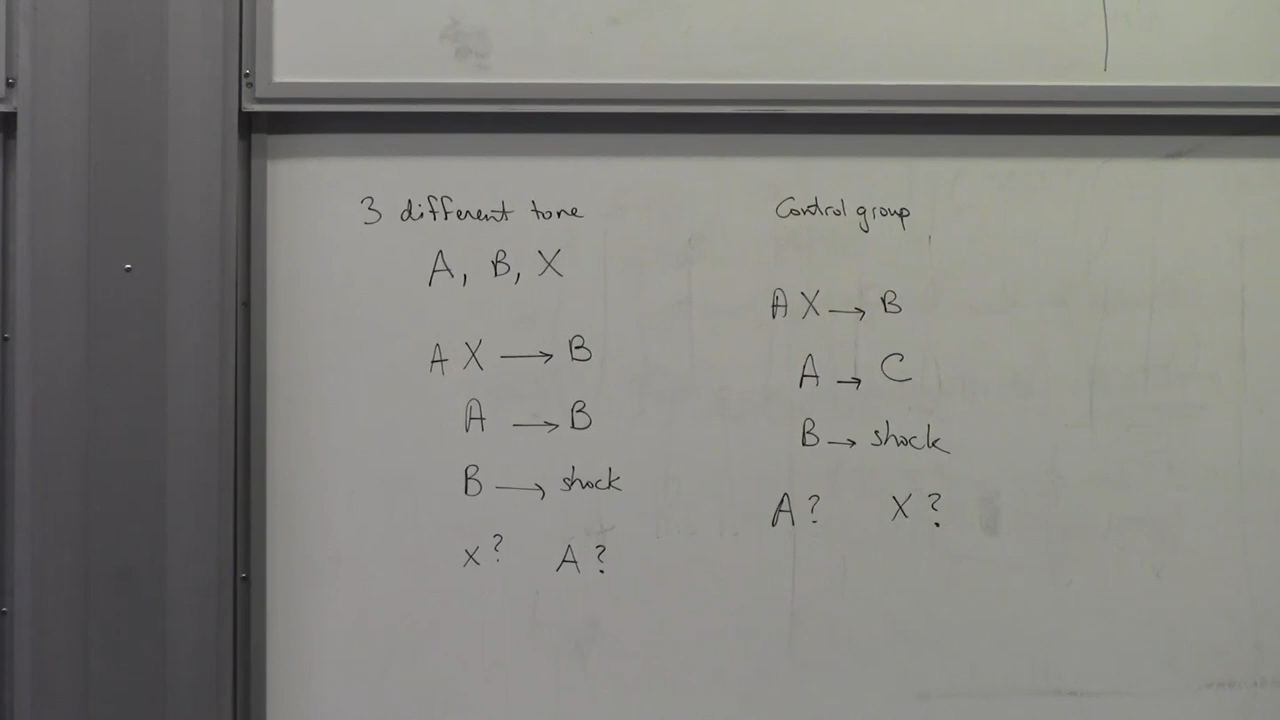 3 different tone
A, B, X
A X → B
A → B
B → shock
x? A?
Control group
A X → B
A → C
B → shock
A? X?